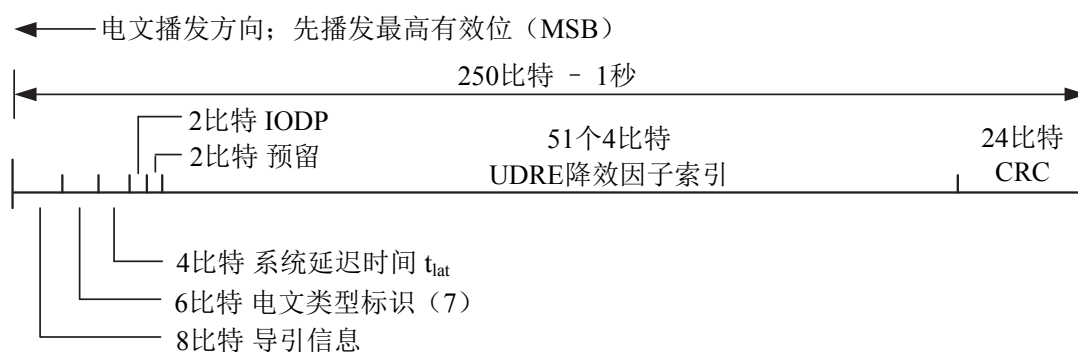 电文播发方向；先播发最高有效位（MSB）
250比特 － 1秒
2比特 IODP
2比特 预留
51个4比特
UDRE降效因子索引
24比特
CRC
4比特 系统延迟时间 tlat
6比特 电文类型标识（7）
8比特 导引信息